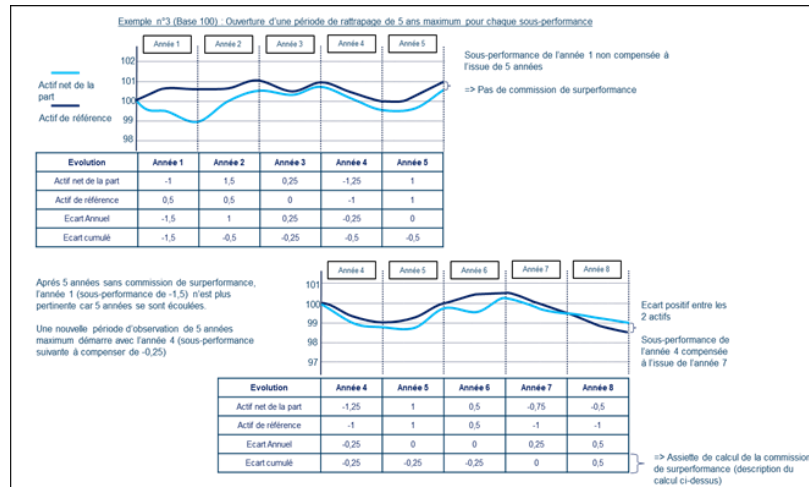 Exemple n°3 (Base 100) : Ouverture d'une période de rattrapage de 5 ans maximum pour chaque sous-performance
Année 1 Année 2 Année 3 Année 4 Année 5
102
101
100
99
98
Actif net de la
part
Actif de référence
Sous-performance de l'année 1 non compensée à
l'issue de 5 années
=> Pas de commission de surperformance
Evolution Année 1 Année 2 Année 3 Année 4 Année 5
Actif net de la part -1 1,5 0,25 -1,25 1
Actif de référence 0,5 0,5 0 -1 1
Ecart Annuel -1,5 1 0,25 -0,25 0
Ecart cumulé -1,5 -0,5 -0,25 -0,5 -0,5
Après 5 années sans commission de surperformance,
l'année 1 (sous-performance de -1,5) n'est plus
pertinente car 5 années se sont écoulées.
Une nouvelle période d'observation de 5 années
maximum démarre avec l'année 4 (sous-performance
suivante à compenser de -0,25)
Année 4 Année 5 Année 6 Année 7 Année 8
101
100
99
98
97
Ecart positif entre les
2 actifs
Sous-performance de
l'année 4 compensée
à l'issue de l'année 7
Evolution Année 4 Année 5 Année 6 Année 7 Année 8
Actif net de la part -1,25 1 0,5 -0,75 -0,5
Actif de référence -1 1 0,5 -1 -1
Ecart Annuel -0,25 0 0 0,25 0,5
Ecart cumulé -0,25 -0,25 -0,25 0 0,5
=> Assiette de calcul de la commission
de surperformance (description du
calcul ci-dessus)